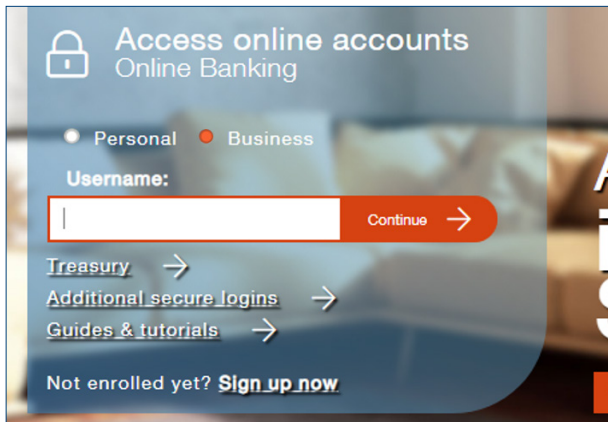 Access online accounts
Online Banking
Personal Business
Username:
Continue
Treasury
Additional secure logins
Guides & tutorials
Not enrolled yet? Sign up now